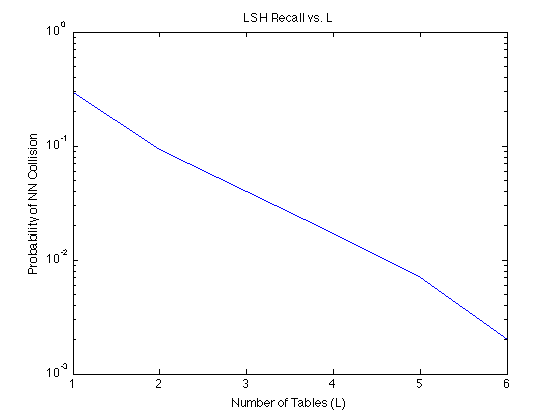 LSH Recall vs. L
10^0
10^-1
10^-2
10^-3
Probability of NN Collision
1 2 3 4 5 6
Number of Tables (L)